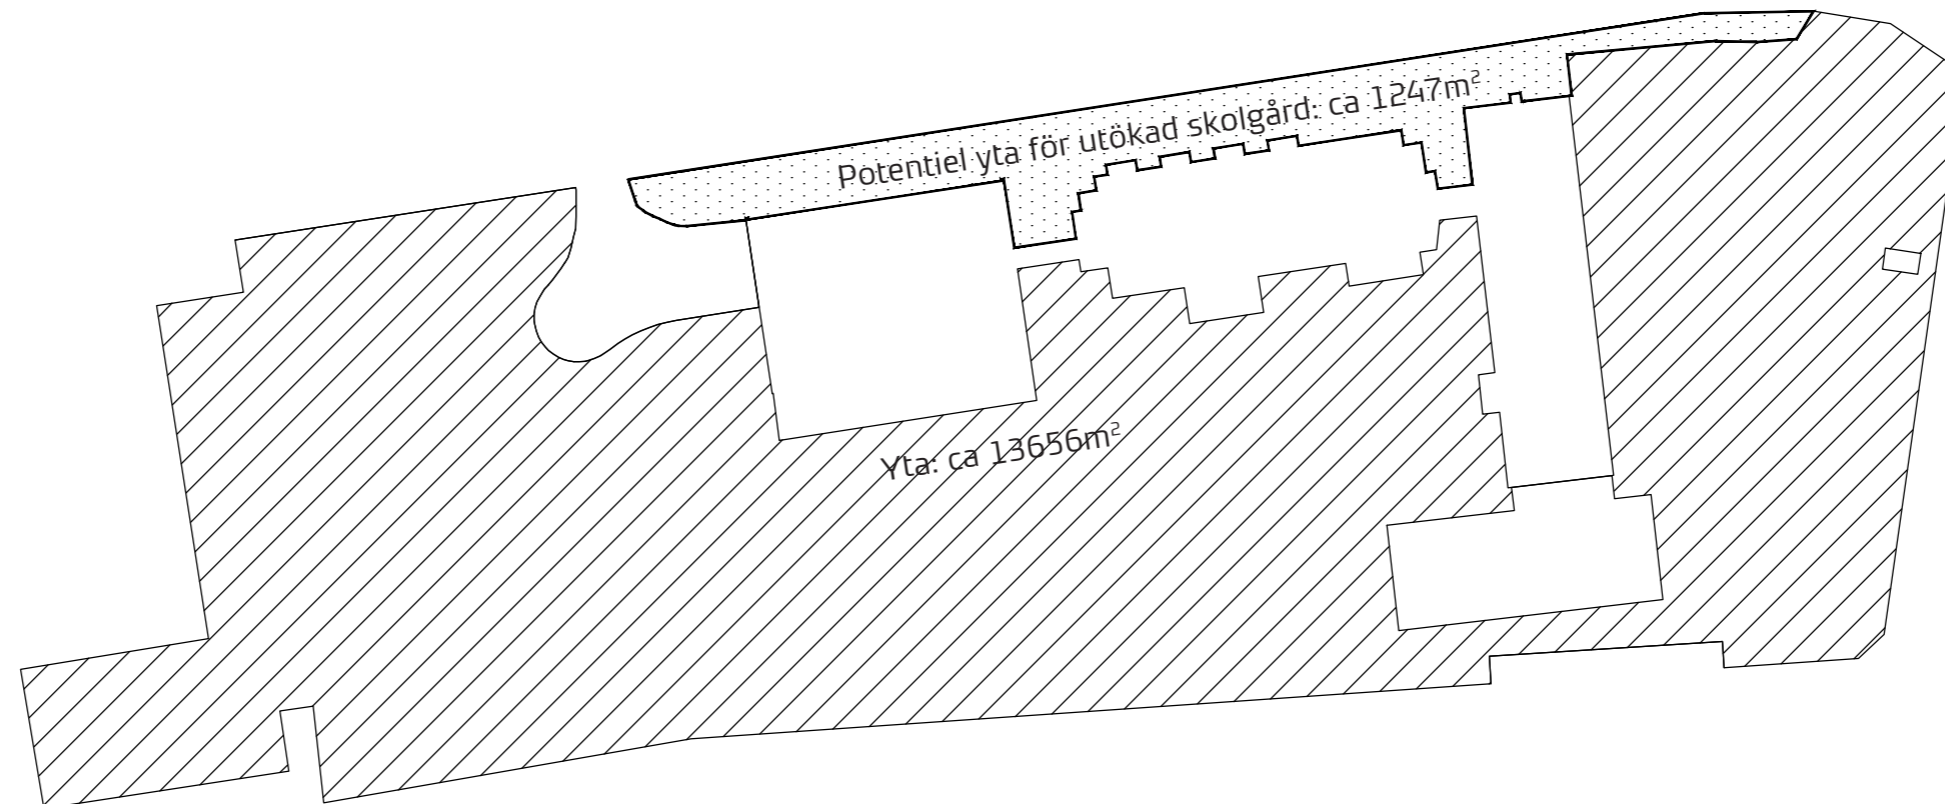 Potentiel yta för utökad skolgård: ca 1247m²
Yta: ca 13656m²